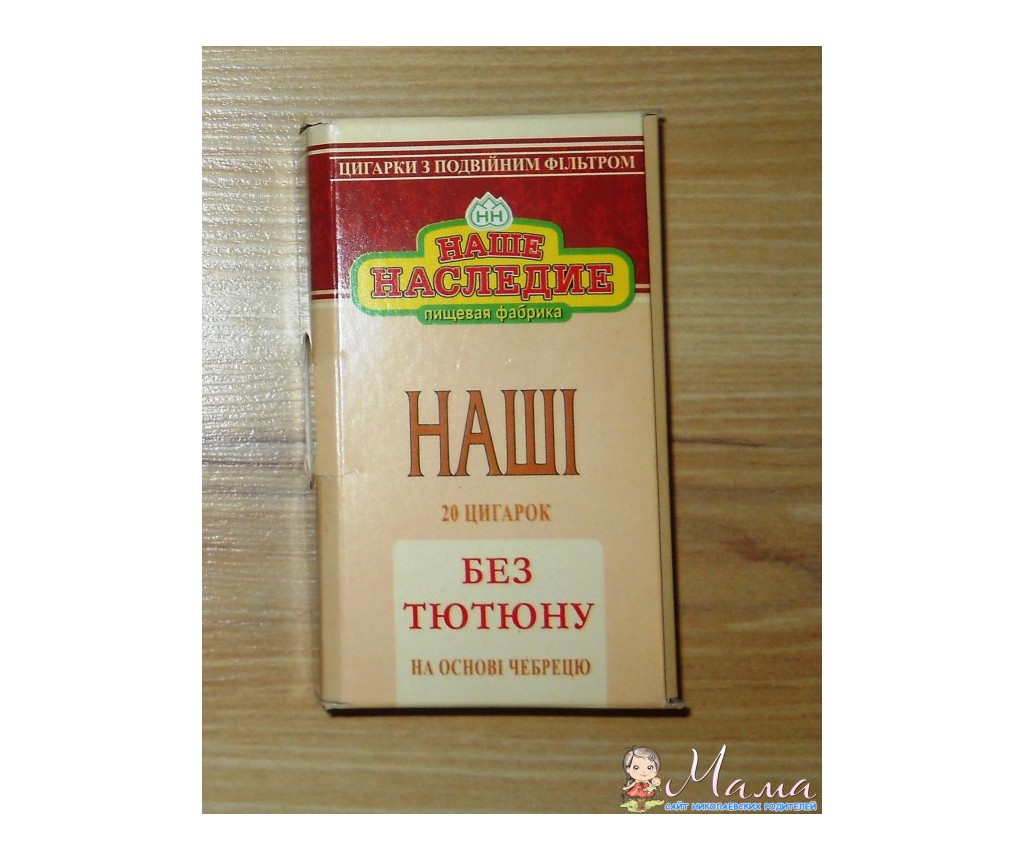 ЦИГАРКИ З ПОДВІЙНИМ ФІЛЬТРОМ
НН
НАШЕ
НАСЛЕДИЕ
пищевая фабрика
НАШІ
20 ЦИГАРОК
БЕЗ
ТЮТЮНУ
НА ОСНОВІ ЧЕБРЕЦЮ
Мама
САЙТ НИКОЛАЕВСКИХ РОДИТЕЛЕЙ